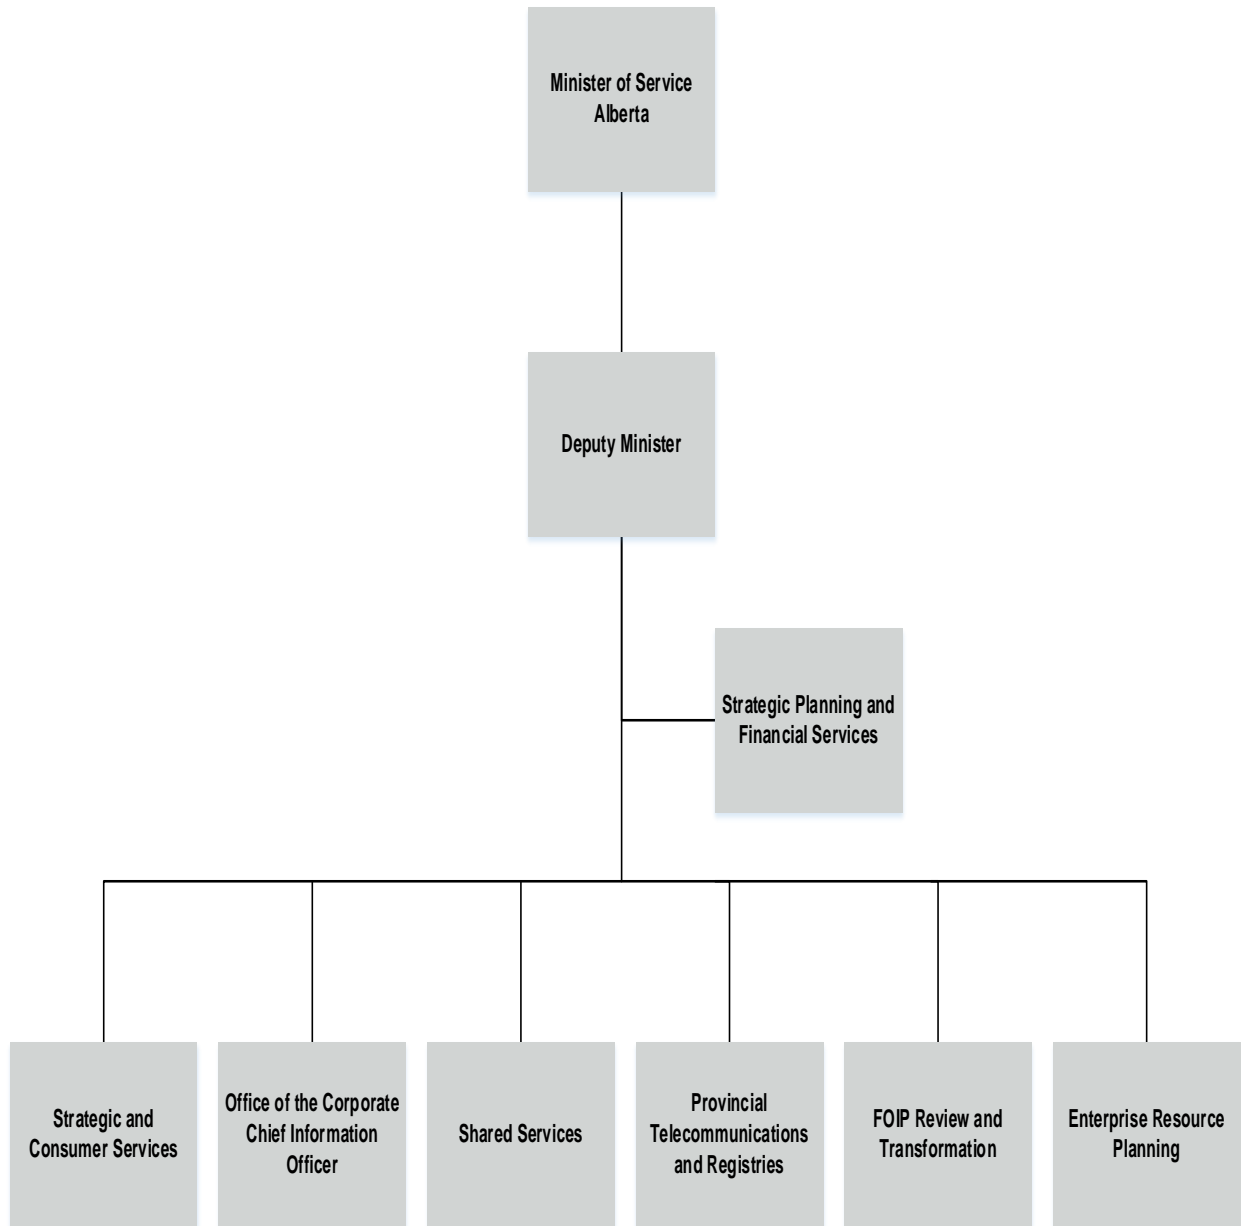 Minister of Service
Alberta
Deputy Minister
Strategic Planning and
Financial Services
Strategic and
Consumer Services
Office of the Corporate
Chief Information
Officer
Shared Services
Provincial
Telecommunications
and Registries
FOIP Review and
Transformation
Enterprise Resource
Planning